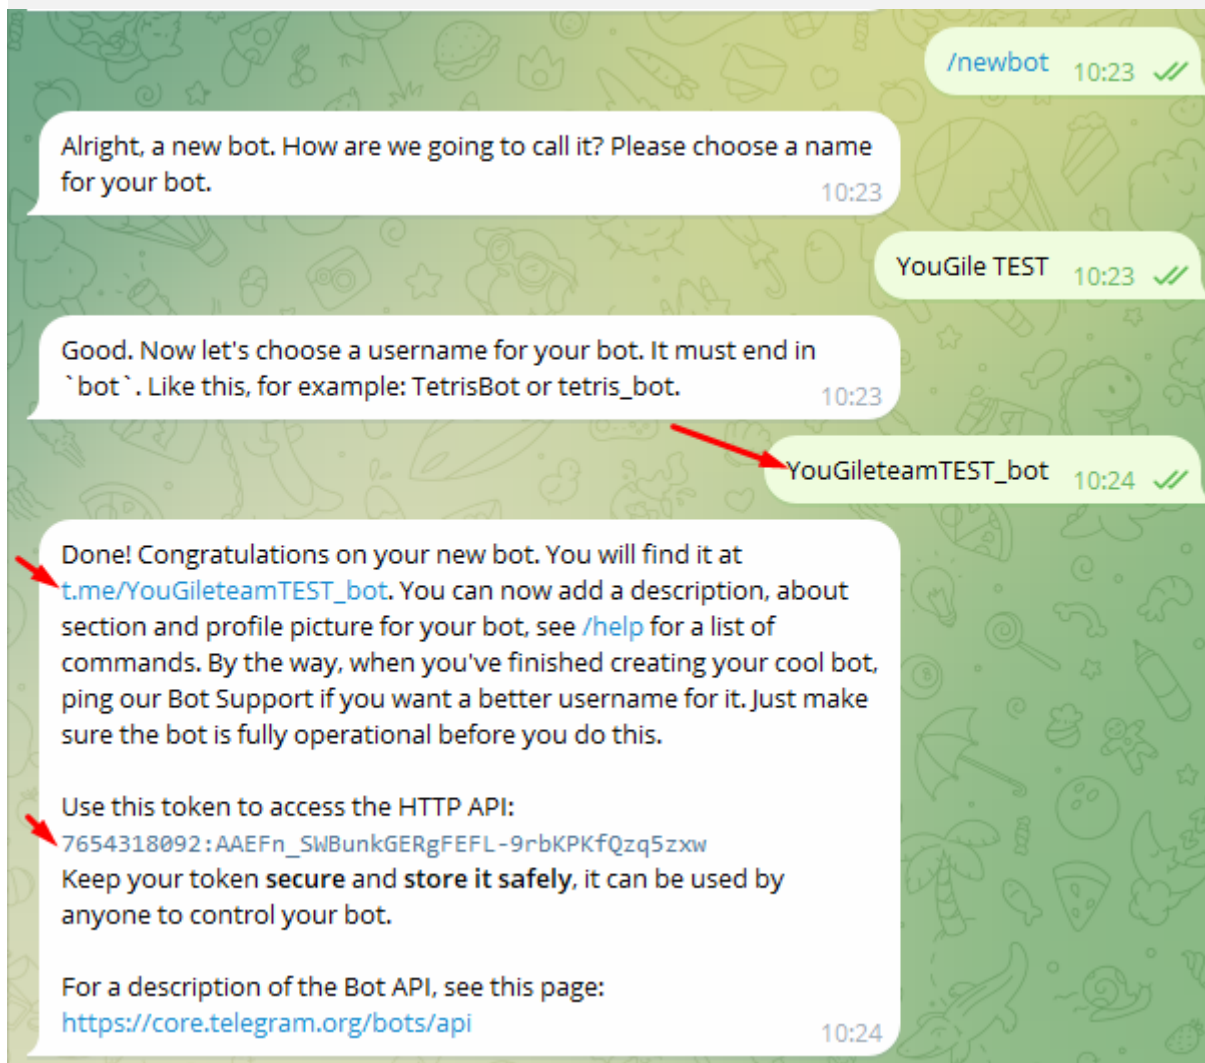 /newbot 10:23
Alright, a new bot. How are we going to call it? Please choose a name
for your bot.
10:23
YouGile TEST 10:23
Good. Now let's choose a username for your bot. It must end in
`bot`. Like this, for example: TetrisBot or tetris_bot.
10:23
YouGileteamTEST_bot 10:24
Done! Congratulations on your new bot. You will find it at
t.me/YouGileteamTEST_bot. You can now add a description, about
section and profile picture for your bot, see /help for a list of
commands. By the way, when you've finished creating your cool bot,
ping our Bot Support if you want a better username for it. Just make
sure the bot is fully operational before you do this.
Use this token to access the HTTP API:
7654318092:AAEFn_SWBunkGERgFEFL-9rbKPKfQzq5zxw
Keep your token secure and store it safely, it can be used by
anyone to control your bot.
For a description of the Bot API, see this page:
https://core.telegram.org/bots/api
10:24